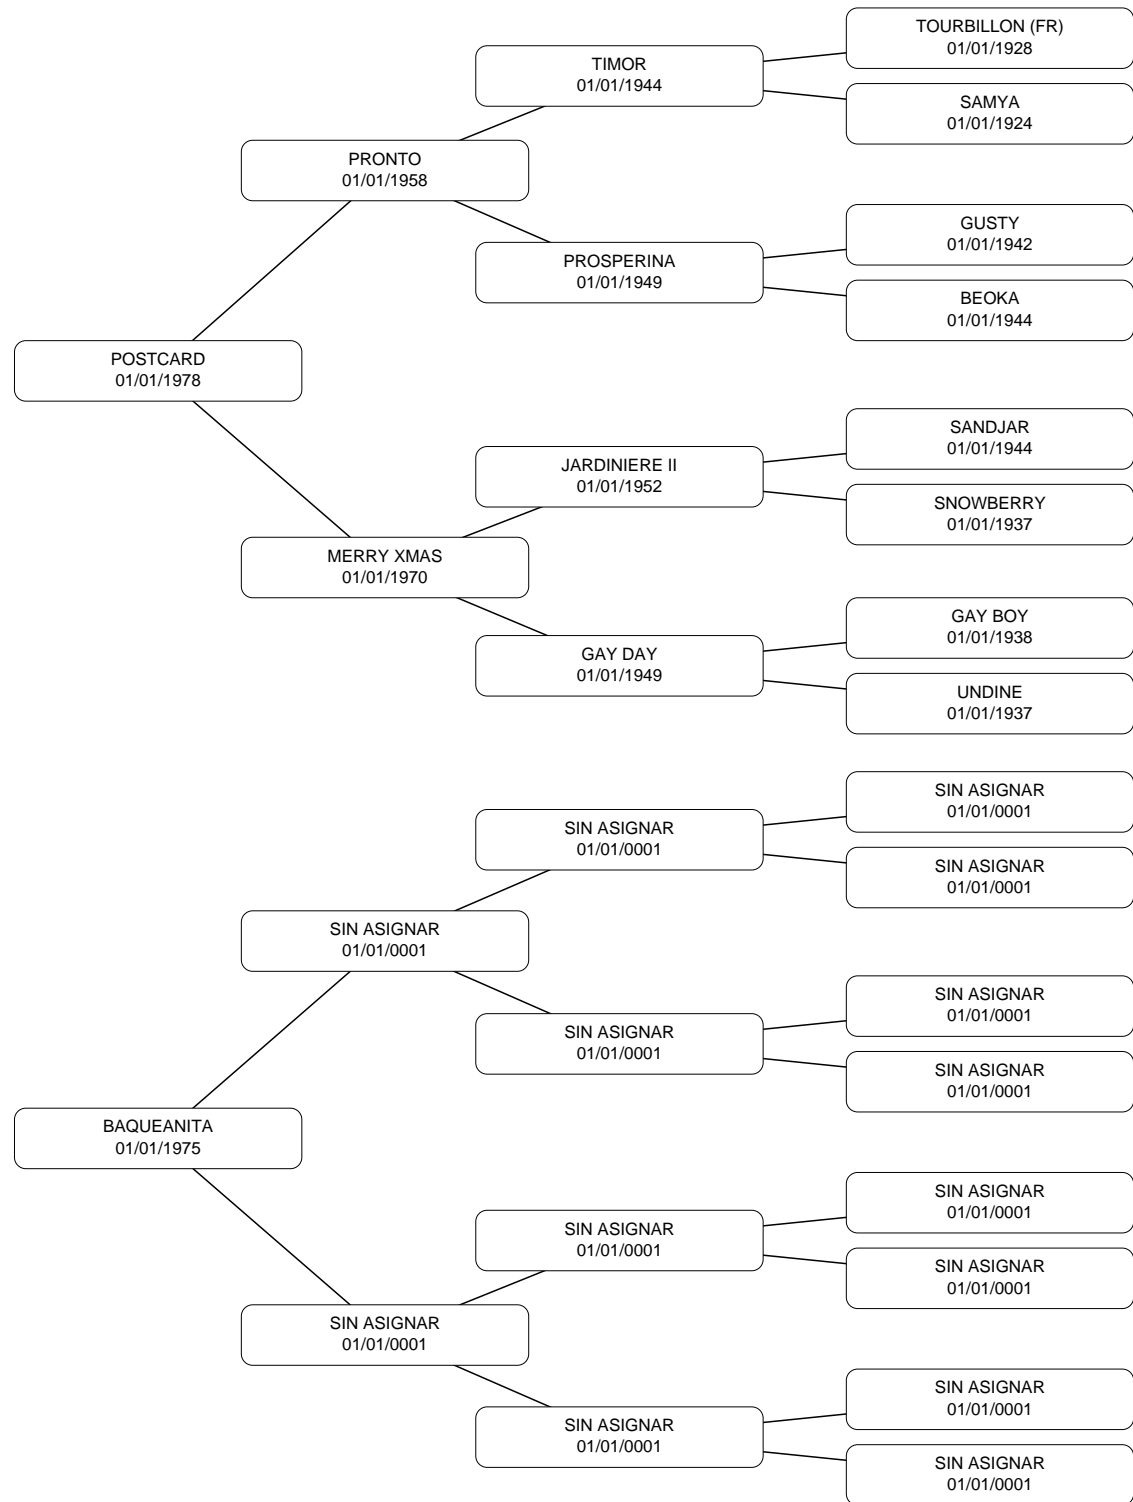 TOURBILLON (FR)
01/01/1928
TIMOR
01/01/1944
SAMYA
01/01/1924
PRONTO
01/01/1958
GUSTY
01/01/1942
PROSPERINA
01/01/1949
BEOKA
01/01/1944
POSTCARD
01/01/1978
SANDJAR
01/01/1944
JARDINIERE II
01/01/1952
SNOWBERRY
01/01/1937
MERRY XMAS
01/01/1970
GAY BOY
01/01/1938
GAY DAY
01/01/1949
UNDINE
01/01/1937
SIN ASIGNAR
01/01/0001
SIN ASIGNAR
01/01/0001
SIN ASIGNAR
01/01/0001
SIN ASIGNAR
01/01/0001
SIN ASIGNAR
01/01/0001
SIN ASIGNAR
01/01/0001
SIN ASIGNAR
01/01/0001
BAQUEANITA
01/01/1975
SIN ASIGNAR
01/01/0001
SIN ASIGNAR
01/01/0001
SIN ASIGNAR
01/01/0001
SIN ASIGNAR
01/01/0001
SIN ASIGNAR
01/01/0001
SIN ASIGNAR
01/01/0001
SIN ASIGNAR
01/01/0001